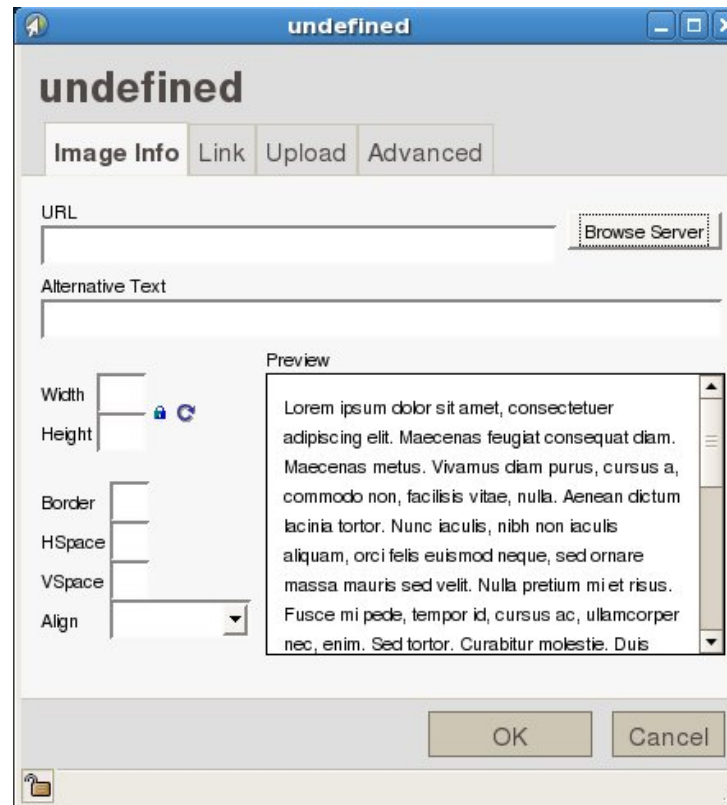 undefined
undefined
Image Info Link Upload Advanced
URL
Browse Server
Alternative Text
Preview
Width
Height
Border
HSpace
VSpace
Align
Lorem ipsum dolor sit amet, consectetuer
adipiscing elit. Maecenas feugiat consequat diam.
Maecenas metus. Vivamus diam purus, cursus a,
commodo non, facilisis vitae, nulla. Aenean dictum
lacinia tortor. Nunc iaculis, nibh non iaculis
aliquam, orci felis euismod neque, sed ornare
massa mauris sed velit. Nulla pretium mi et risus.
Fusce mi pede, tempor id, cursus ac, ullamcorper
nec, enim. Sed tortor. Curabitur molestie. Duis
OK Cancel